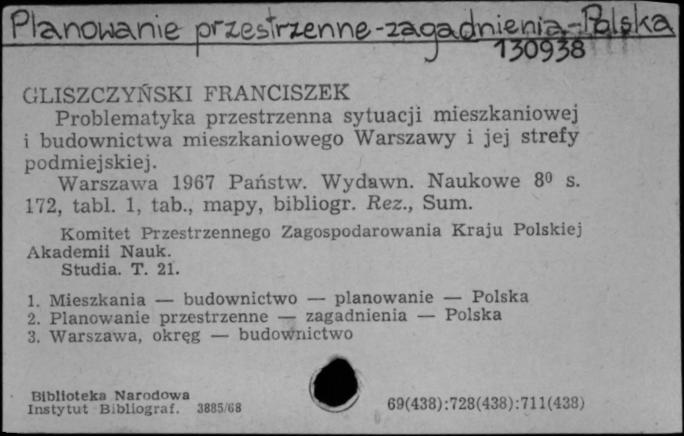 Planowanie przestrzenne-zagadnienia-Polska
130938
GLISZCZYŃSKI FRANCISZEK
Problematyka przestrzenna sytuacji mieszkaniowej
i budownictwa mieszkaniowego Warszawy i jej strefy
podmiejskiej.
Warszawa 1967 Państw. Wydawn. Naukowe 8⁰ s.
172, tabl. 1, tab., mapy, bibliogr. Rez., Sum.
Komitet Przestrzennego Zagospodarowania Kraju Polskiej
Akademii Nauk.
Studia. T. 21.
1. Mieszkania — budownictwo — planowanie — Polska
2. Planowanie przestrzenne — zagadnienia — Polska
3. Warszawa, okręg — budownictwo
Biblioteka Narodowa
Instytut Bibliograf. 3885/68
69(438):728(438):711(438)